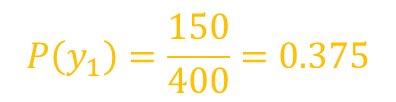 P(y₁) = 150/400 = 0.375